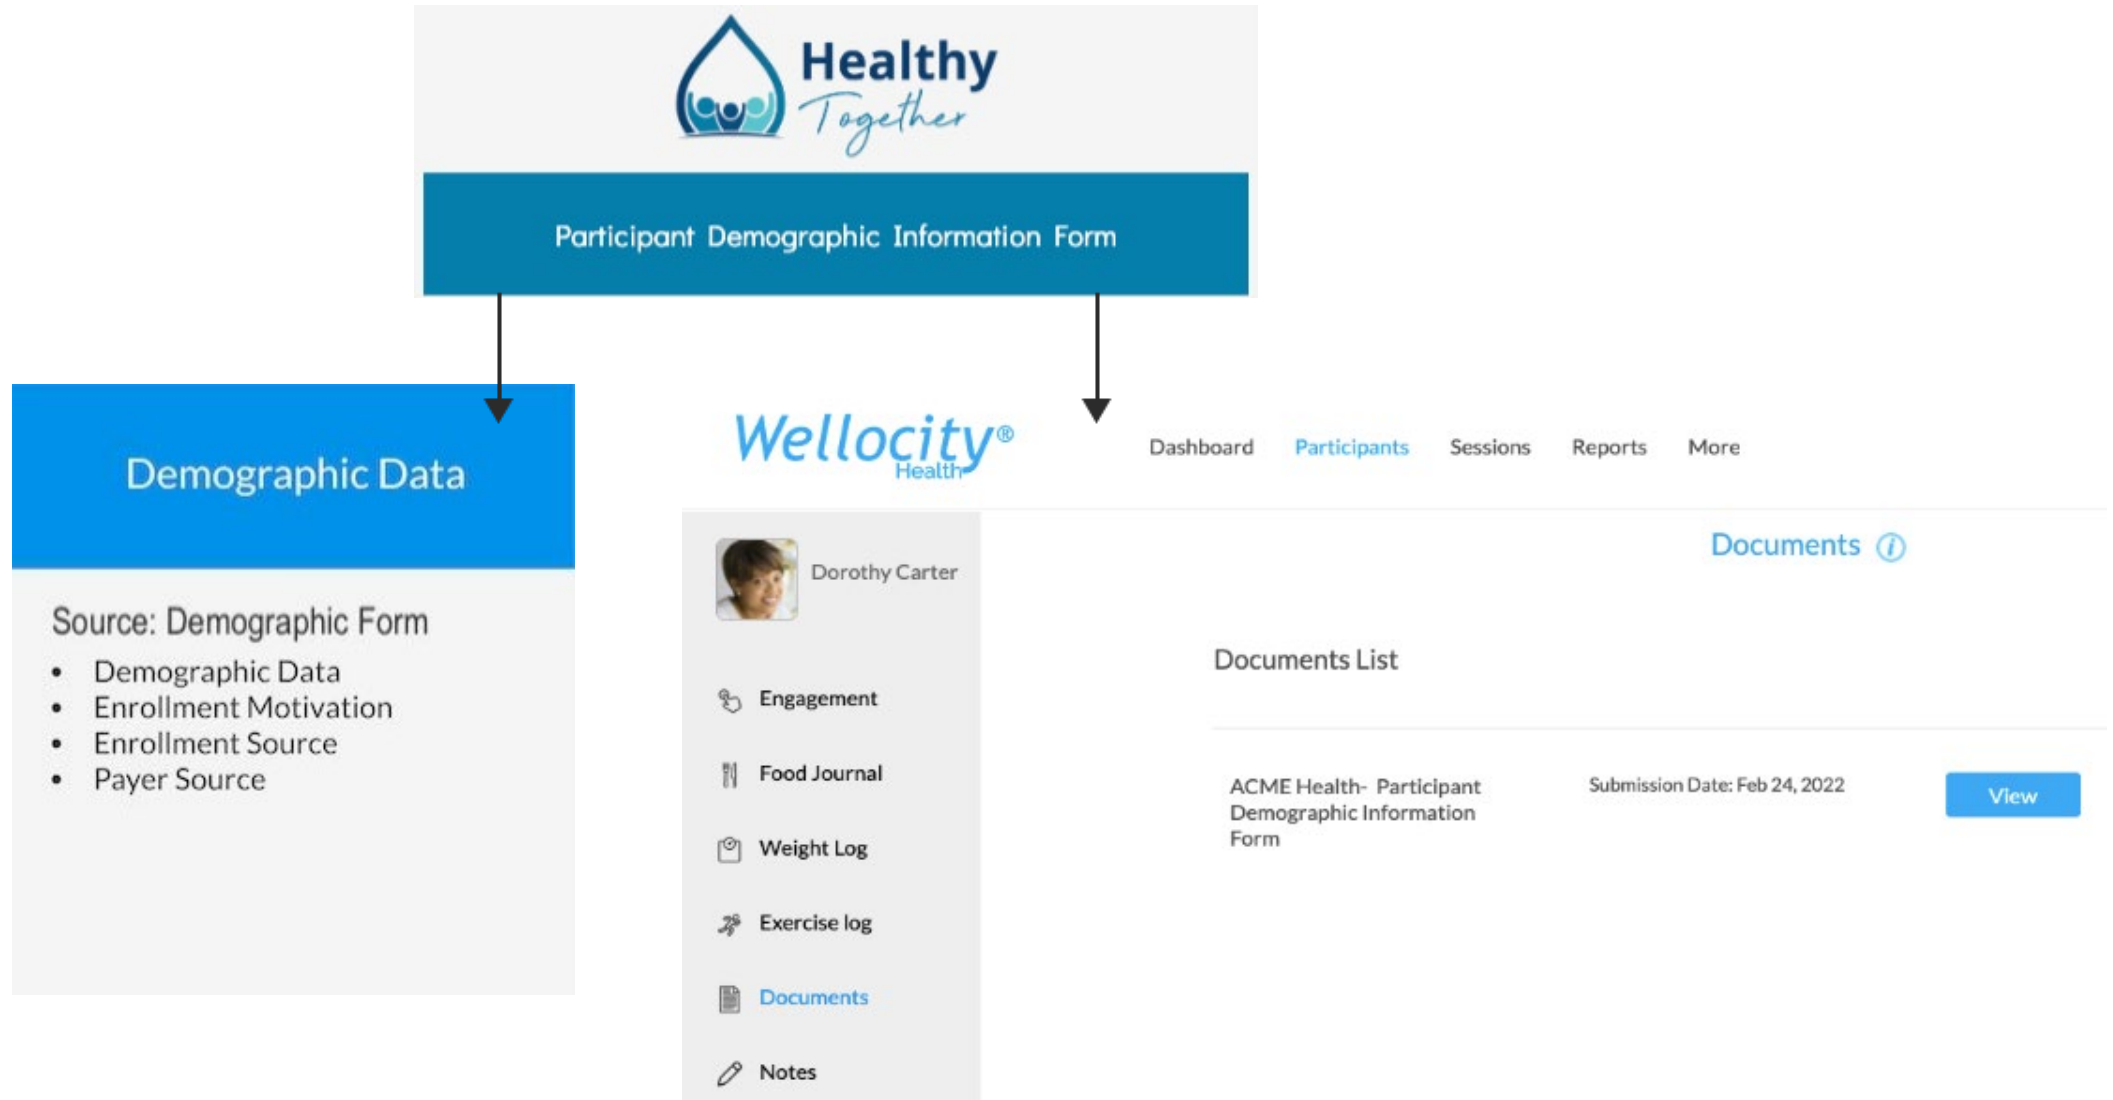 Healthy
Together
Participant Demographic Information Form
Demographic Data
Source: Demographic Form
• Demographic Data
• Enrollment Motivation
• Enrollment Source
• Payer Source
Wellocity®
Health
Dashboard Participants Sessions Reports More
Dorothy Carter
Engagement
Food Journal
Weight Log
Exercise log
Documents
Notes
Documents i
Documents List
ACME Health- Participant
Demographic Information
Form
Submission Date: Feb 24, 2022
View